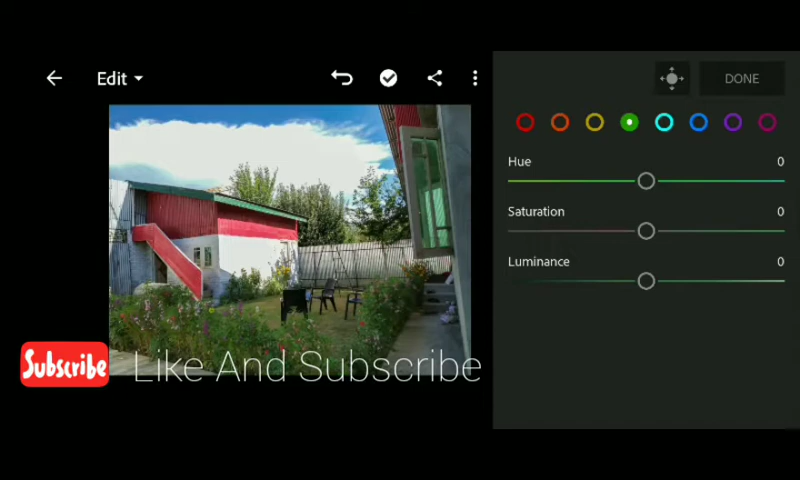 Edit
DONE
Hue 0
Saturation 0
Luminance 0
Subscribe
Like And Subscribe